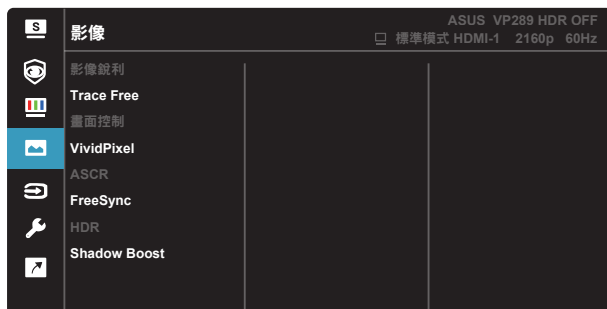 S
影像
ASUS VP289 HDR OFF
標準模式 HDMI-1 2160p 60Hz
影像銳利
Trace Free
畫面控制
VividPixel
ASCR
FreeSync
HDR
Shadow Boost